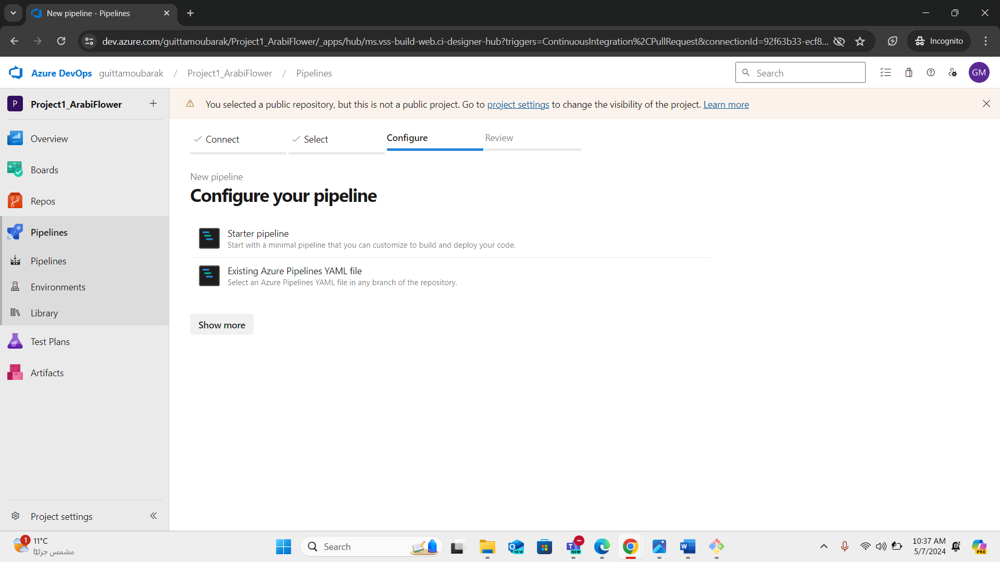 New pipeline - Pipelines
dev.azure.com/guittamoubarak/Project1_ArabiFlower/_apps/hub/ms.vss-build-web.ci-designer-hub?triggers=ContinuousIntegration%2CPullRequest&connectionId=92f63b33-ecf8...
Incognito
Azure DevOps guittamoubarak / Project1_ArabiFlower / Pipelines
Search
GM
P Project1_ArabiFlower
You selected a public repository, but this is not a public project. Go to project settings to change the visibility of the project. Learn more
Overview
Boards
Repos
Pipelines
Pipelines
Environments
Library
Test Plans
Artifacts
Project settings
Connect
Select
Configure
Review
New pipeline
Configure your pipeline
Starter pipeline
Start with a minimal pipeline that you can customize to build and deploy your code.
Existing Azure Pipelines YAML file
Select an Azure Pipelines YAML file in any branch of the repository.
Show more
1
11°C
مشمس جزئيًا
Search
NEW
NEW
10:37 AM
5/7/2024
PRE